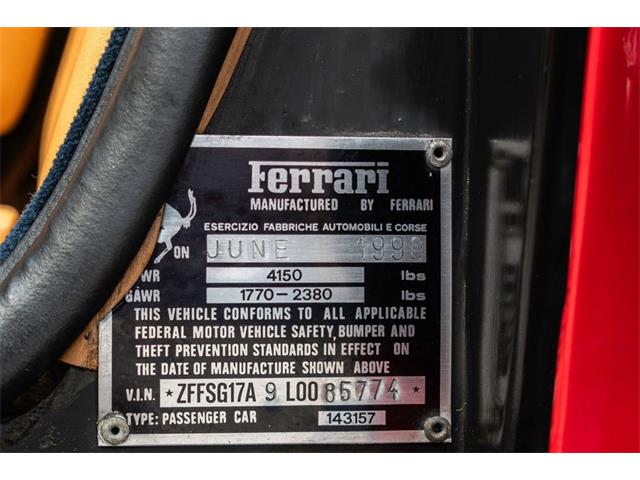 Ferrari
MANUFACTURED BY FERRARI
ESERCIZIO FABBRICHE AUTOMOBILI E CORSE
ON JUNE 1990
4150 lbs
GAWR 1770-2380 lbs
THIS VEHICLE CONFORMS TO ALL APPLICABLE
FEDERAL MOTOR VEHICLE SAFETY, BUMPER AND
THEFT PREVENTION STANDARDS IN EFFECT ON
THE DATE OF MANUFACTURE SHOWN ABOVE
V.I.N. *ZFFSG17A 9 L0085774*
TYPE: PASSENGER CAR 143157